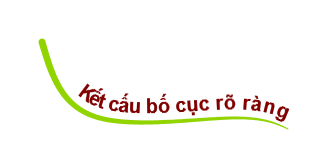 Kết cấu bố cục rõ ràng